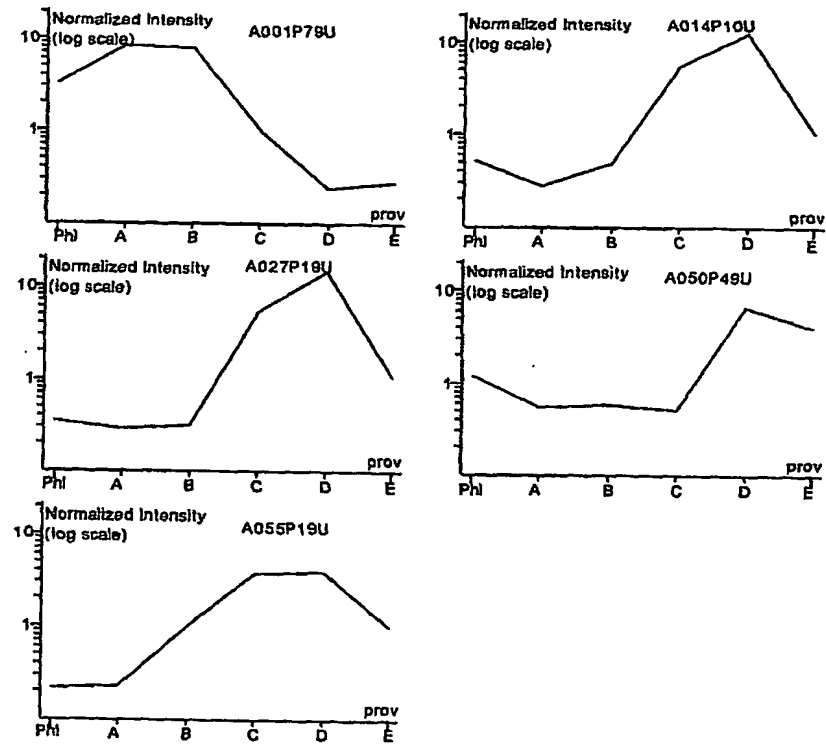 Normalized Intensity
(log scale)
A001P79U
10
1
prov
Phl A B C D E
Normalized Intensity
(log scale)
A014P10U
10
1
prov
Phl A B C D E
Normalized Intensity
(log scale)
A027P19U
10
1
prov
Phl A B C D E
Normalized Intensity
(log scale)
A050P49U
10
1
prov
Phl A B C D E
Normalized Intensity
(log scale)
A055P19U
10
1
prov
Phl A B C D E